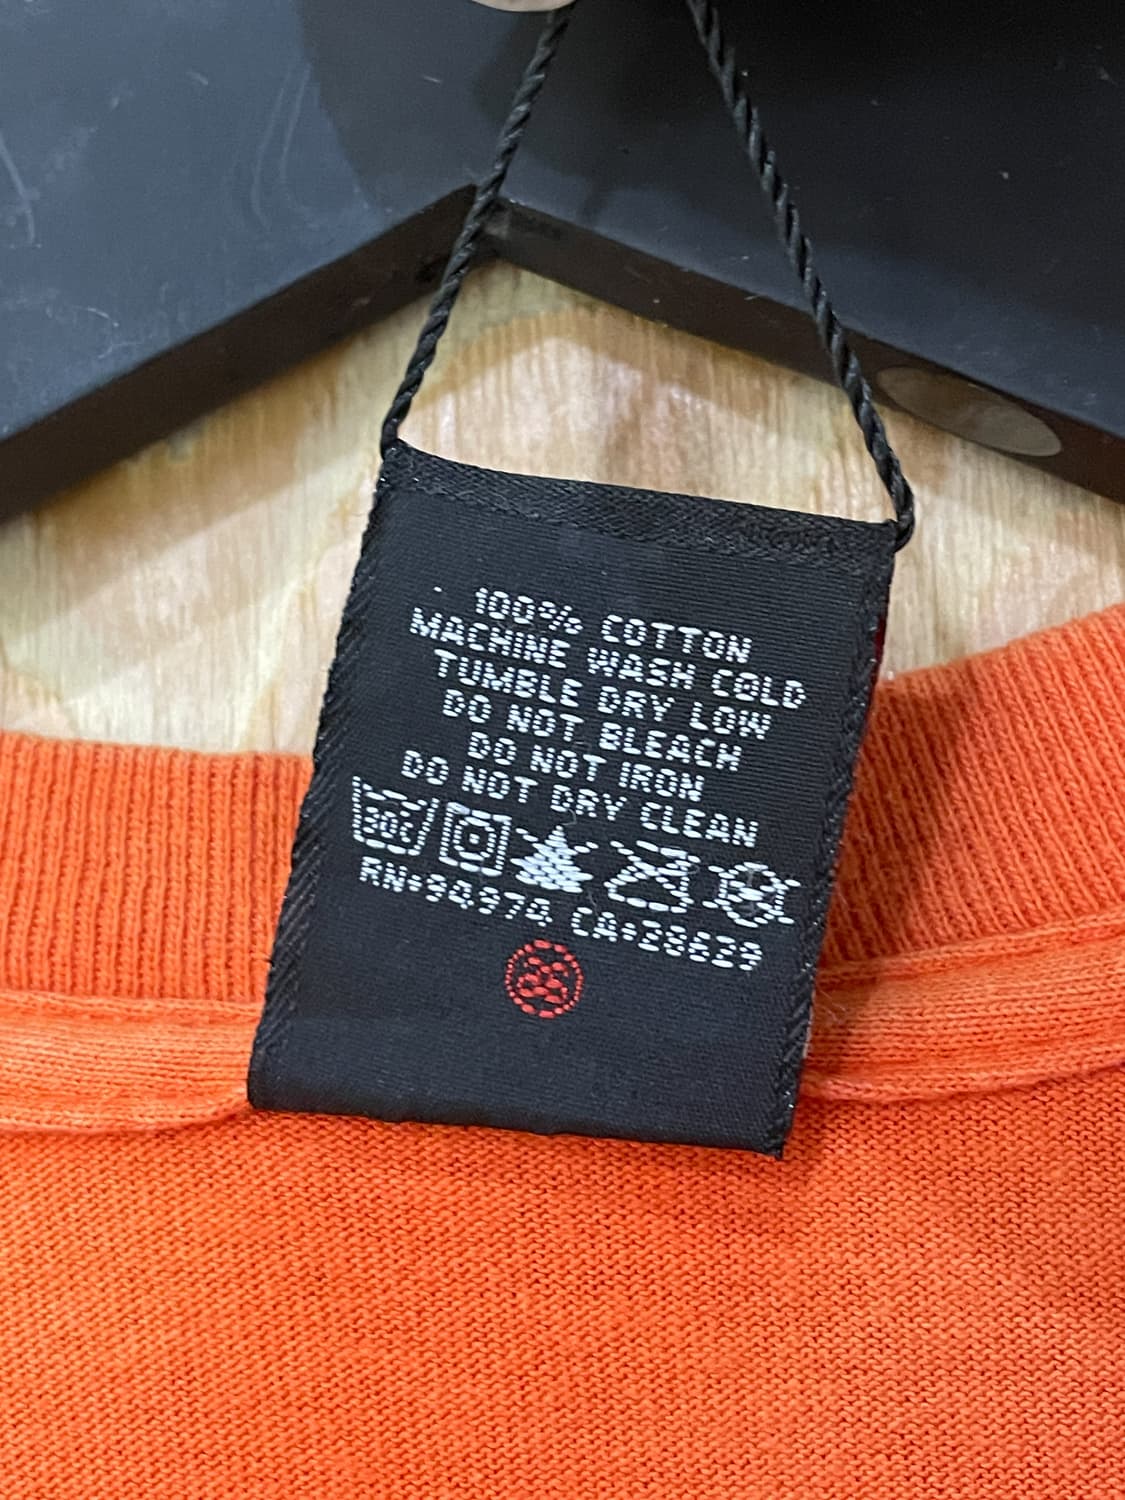 100% COTTON
MACHINE WASH COLD
TUMBLE DRY LOW
DO NOT BLEACH
DO NOT IRON
DO NOT DRY CLEAN
30c
RN#94974 CA#28629